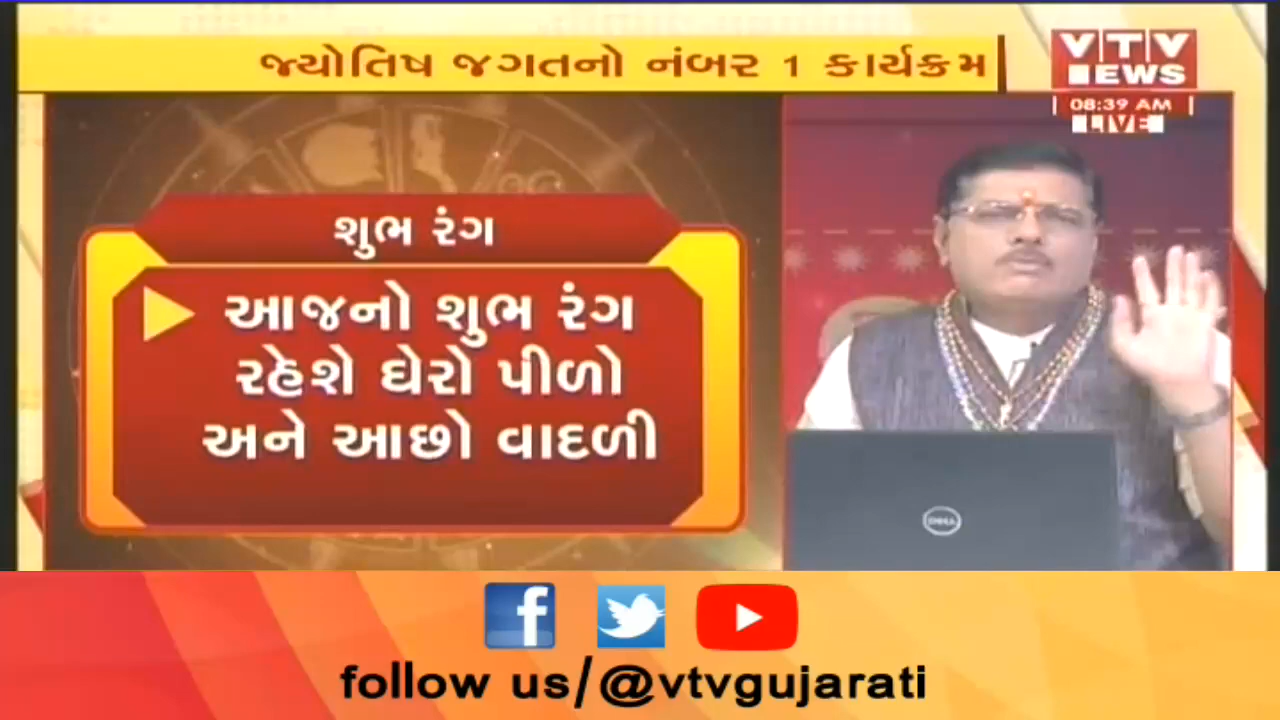 જ્યોતિષ જગતનો નંબર 1 કાર્યક્રમ
VTV
NEWS
08:39 AM
LIVE
શુભ રંગ
આજનો શુભ રંગ
રહેશે ઘેરો પીળો
અને આછો વાદળી
DELL
follow us/@vtvgujarati